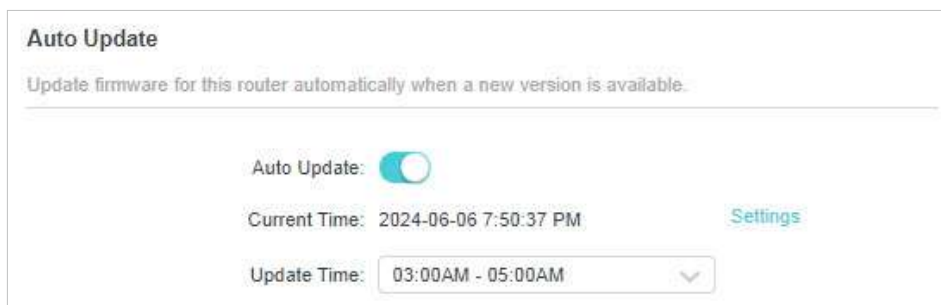 Auto Update
Update firmware for this router automatically when a new version is available.
Auto Update:
Current Time: 2024-06-06 7:50:37 PM Settings
Update Time: 03:00AM - 05:00AM